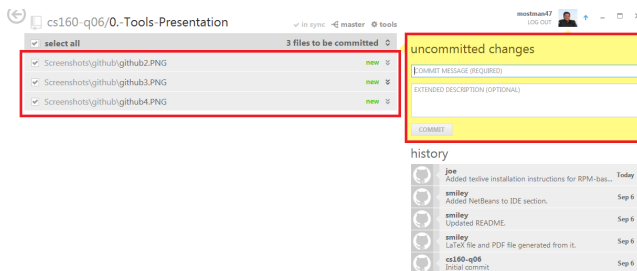 cs160-q06/0.-Tools-Presentation
in sync
master
tools
mostman47
LOG OUT
select all
3 files to be committed
Screenshots\github\github2.PNG
new
Screenshots\github\github3.PNG
new
Screenshots\github\github4.PNG
new
uncommitted changes
COMMIT MESSAGE (REQUIRED)
EXTENDED DESCRIPTION (OPTIONAL)
COMMIT
history
joe
Added texlive installation instructions for RPM-bas...
Today
smiley
Added NetBeans to IDE section.
Sep 6
smiley
Updated README.
Sep 6
smiley
LaTeX file and PDF file generated from it.
Sep 6
cs160-q06
Initial commit
Sep 6